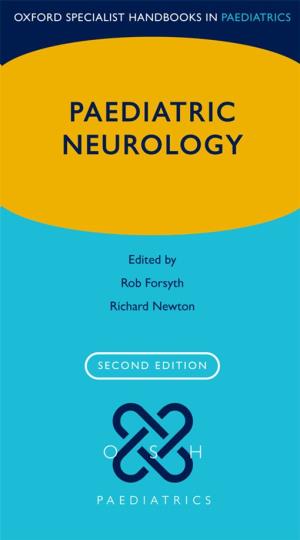 OXFORD SPECIALIST HANDBOOKS IN PAEDIATRICS
PAEDIATRIC
NEUROLOGY
Edited by
Rob Forsyth
Richard Newton
SECOND EDITION
O S H
PAEDIATRICS